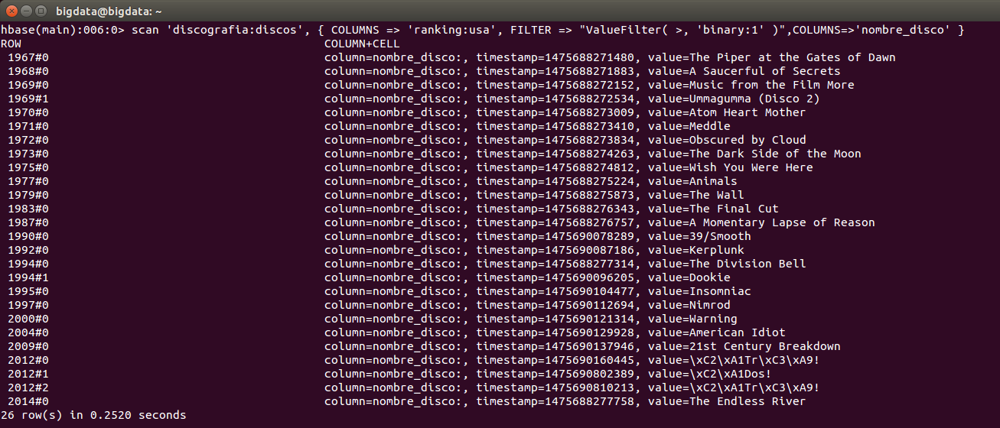 bigdata@bigdata: ~
hbase(main):006:0> scan 'discografia:discos', { COLUMNS => 'ranking:usa', FILTER => "ValueFilter( >, 'binary:1' )",COLUMNS=>'nombre_disco' }
ROW COLUMN+CELL
1967#0 column=nombre_disco:, timestamp=1475688271480, value=The Piper at the Gates of Dawn
1968#0 column=nombre_disco:, timestamp=1475688271883, value=A Saucerful of Secrets
1969#0 column=nombre_disco:, timestamp=1475688272152, value=Music from the Film More
1969#1 column=nombre_disco:, timestamp=1475688272534, value=Ummagumma (Disco 2)
1970#0 column=nombre_disco:, timestamp=1475688273009, value=Atom Heart Mother
1971#0 column=nombre_disco:, timestamp=1475688273410, value=Meddle
1972#0 column=nombre_disco:, timestamp=1475688273834, value=Obscured by Cloud
1973#0 column=nombre_disco:, timestamp=1475688274263, value=The Dark Side of the Moon
1975#0 column=nombre_disco:, timestamp=1475688274812, value=Wish You Were Here
1977#0 column=nombre_disco:, timestamp=1475688275224, value=Animals
1979#0 column=nombre_disco:, timestamp=1475688275873, value=The Wall
1983#0 column=nombre_disco:, timestamp=1475688276343, value=The Final Cut
1987#0 column=nombre_disco:, timestamp=1475688276757, value=A Momentary Lapse of Reason
1990#0 column=nombre_disco:, timestamp=1475690078289, value=39/Smooth
1992#0 column=nombre_disco:, timestamp=1475690087186, value=Kerplunk
1994#0 column=nombre_disco:, timestamp=1475688277314, value=The Division Bell
1994#1 column=nombre_disco:, timestamp=1475690096205, value=Dookie
1995#0 column=nombre_disco:, timestamp=1475690104477, value=Insomniac
1997#0 column=nombre_disco:, timestamp=1475690112694, value=Nimrod
2000#0 column=nombre_disco:, timestamp=1475690121314, value=Warning
2004#0 column=nombre_disco:, timestamp=1475690129928, value=American Idiot
2009#0 column=nombre_disco:, timestamp=1475690137946, value=21st Century Breakdown
2012#0 column=nombre_disco:, timestamp=1475690160445, value=\xC2\xA1Tr\xC3\xA9!
2012#1 column=nombre_disco:, timestamp=1475690802389, value=\xC2\xA1Dos!
2012#2 column=nombre_disco:, timestamp=1475690810213, value=\xC2\xA1Tr\xC3\xA9!
2014#0 column=nombre_disco:, timestamp=1475688277758, value=The Endless River
26 row(s) in 0.2520 seconds